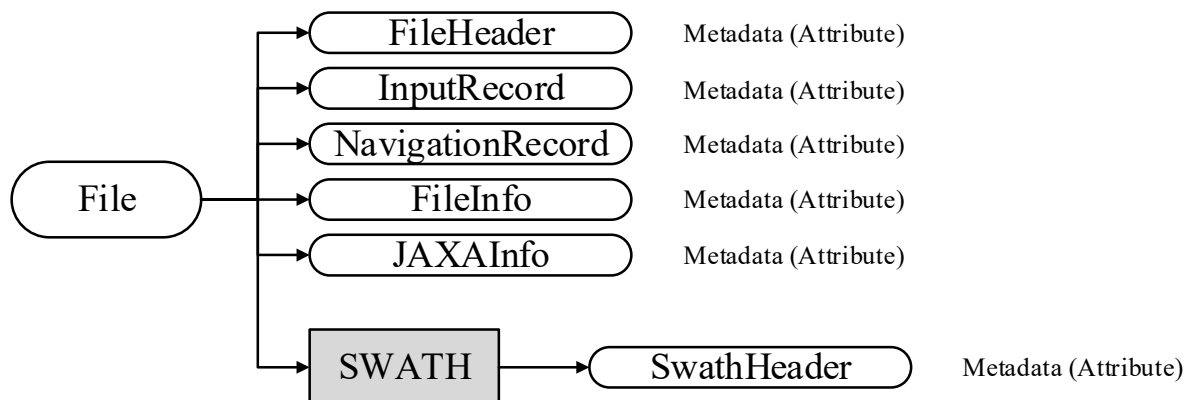 FileHeader Metadata (Attribute)
InputRecord Metadata (Attribute)
NavigationRecord Metadata (Attribute)
File FileInfo Metadata (Attribute)
JAXAInfo Metadata (Attribute)
SWATH SwathHeader Metadata (Attribute)